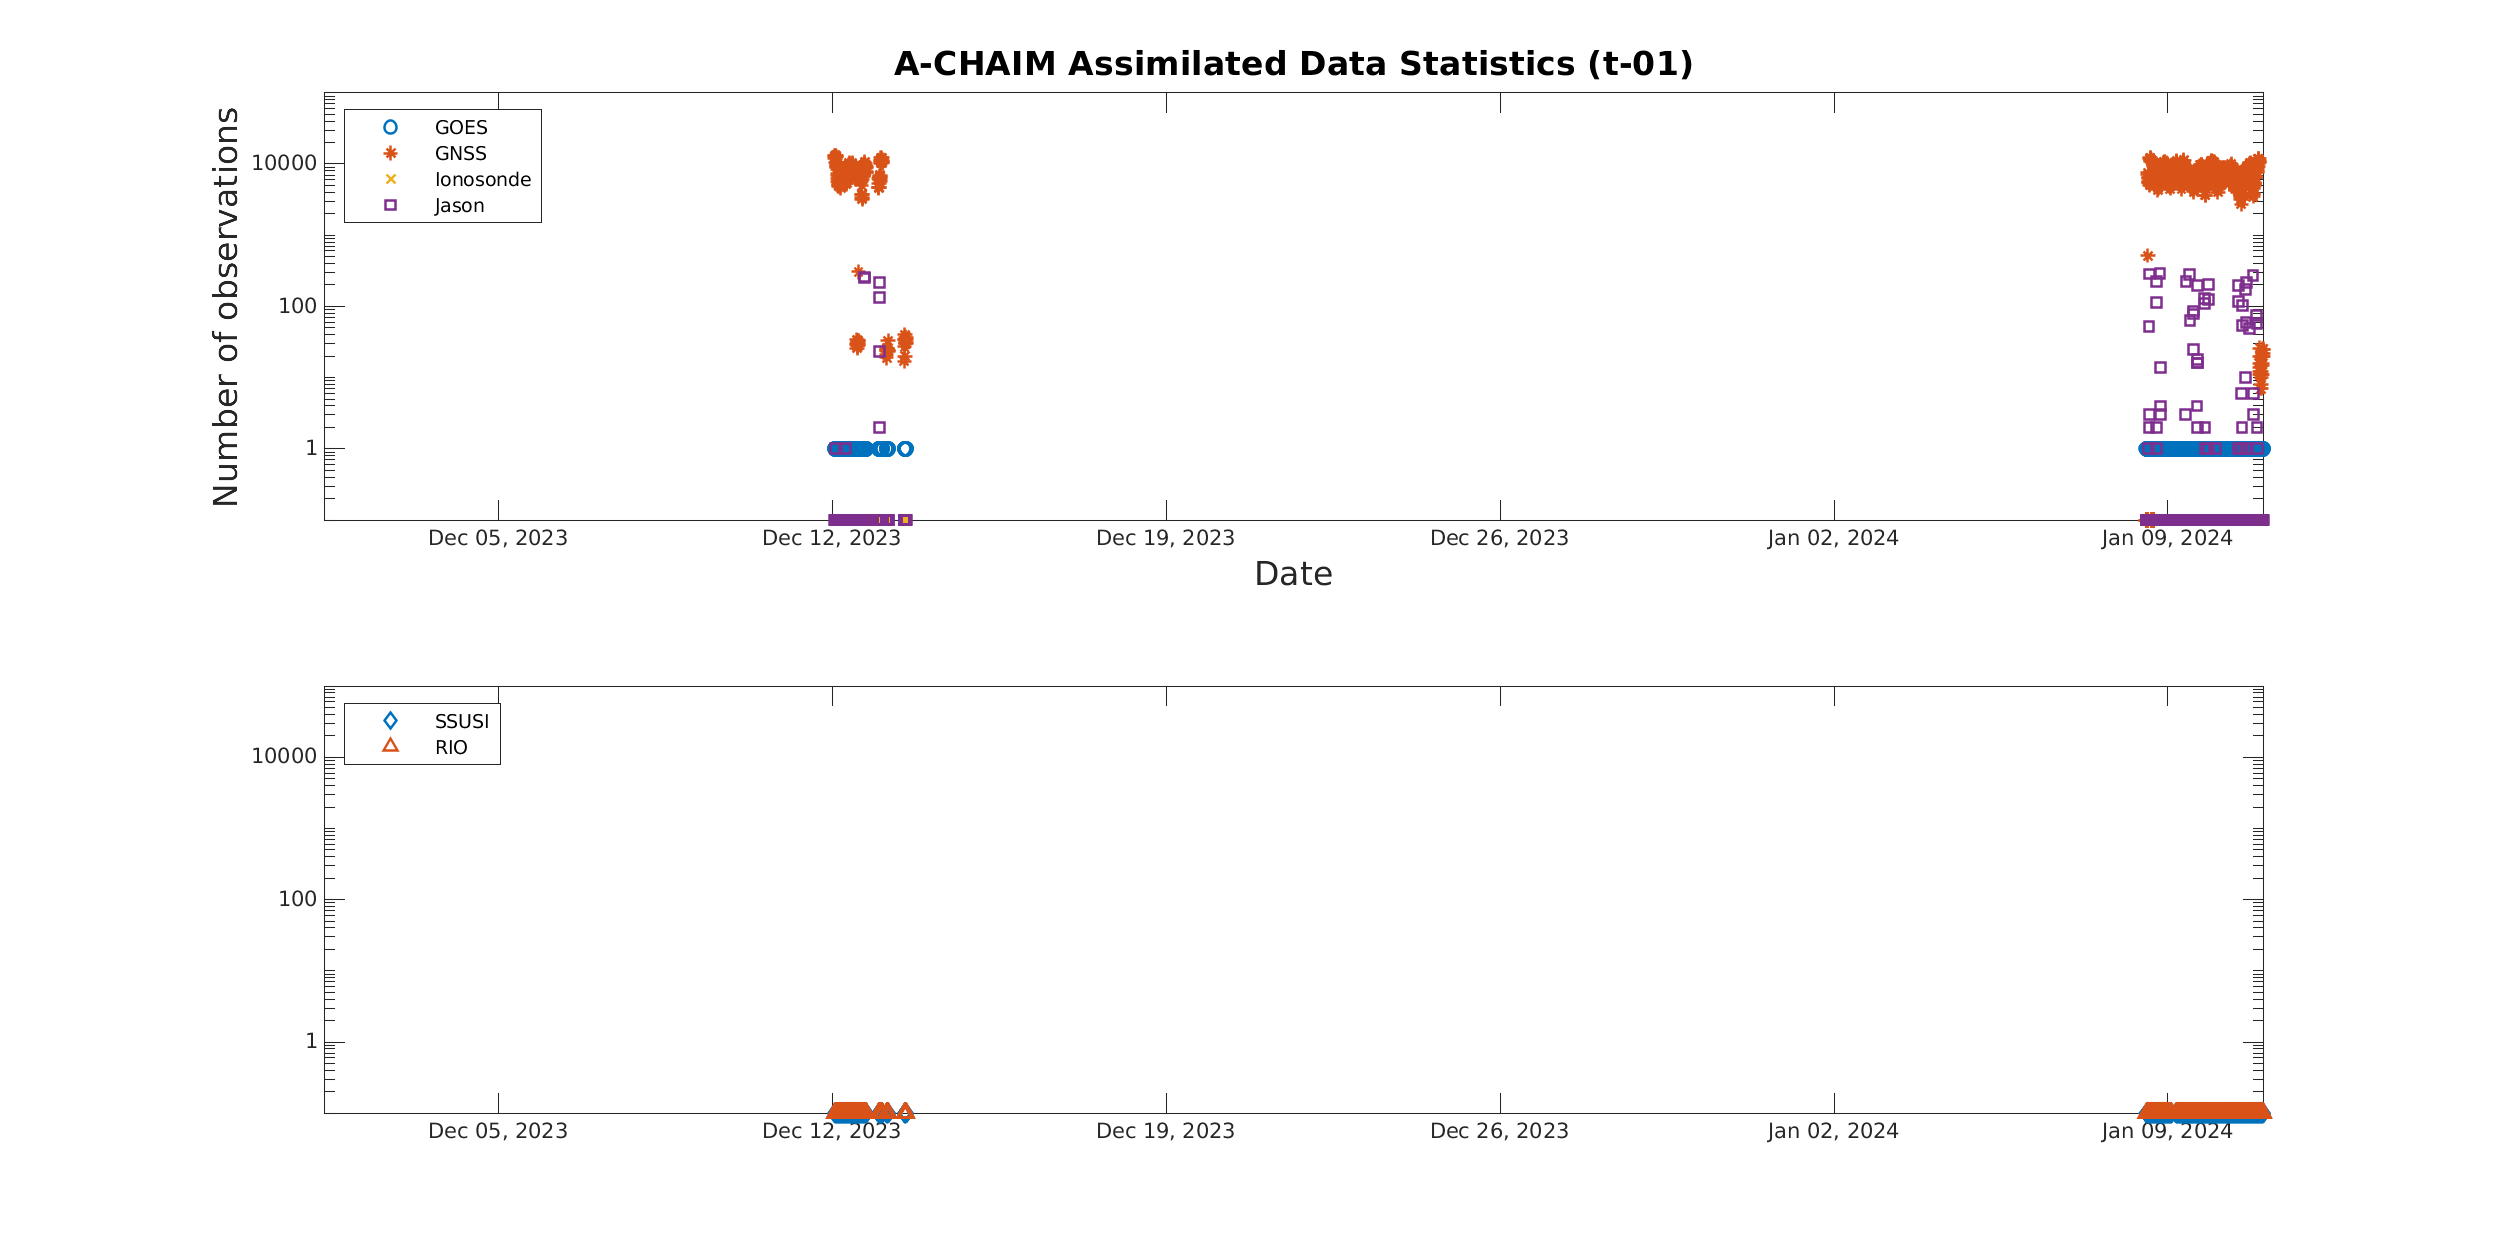 A-CHAIM Assimilated Data Statistics (t-01)
Number of observations
10000
100
1
GOES
GNSS
Ionosonde
Jason
Dec 05, 2023
Dec 12, 2023
Dec 19, 2023
Dec 26, 2023
Jan 02, 2024
Jan 09, 2024
Date
10000
100
1
SSUSI
RIO
Dec 05, 2023
Dec 12, 2023
Dec 19, 2023
Dec 26, 2023
Jan 02, 2024
Jan 09, 2024